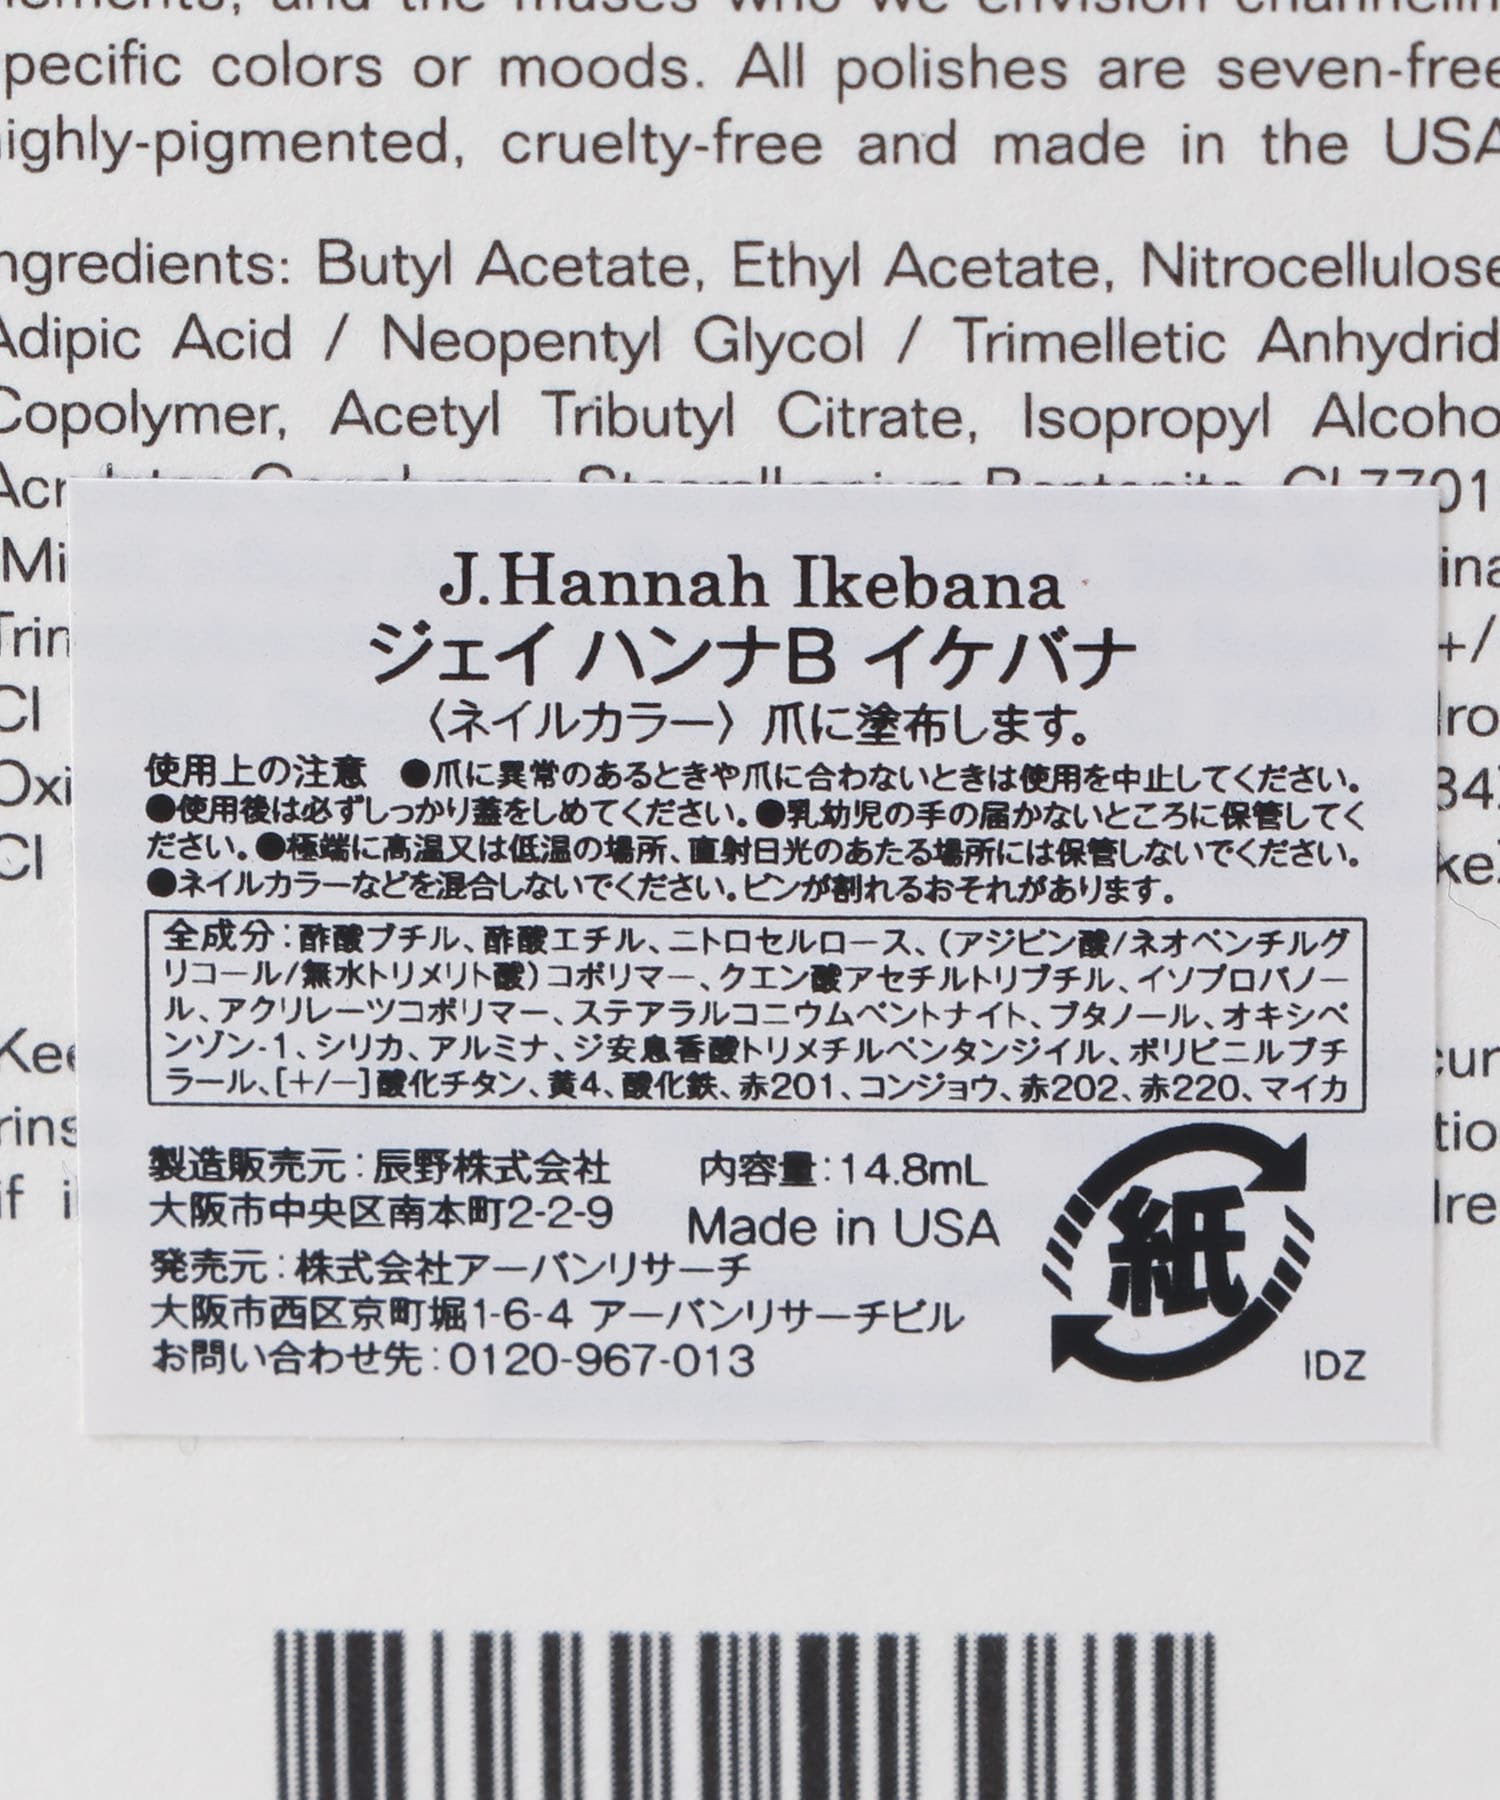 and the muses who we envision
specific colors or moods. All polishes are seven-free
highly-pigmented, cruelty-free and made in the USA
Ingredients: Butyl Acetate, Ethyl Acetate, Nitrocellulose
Adipic Acid / Neopentyl Glycol / Trimelletic Anhydrid
Copolymer, Acetyl Tributyl Citrate, Isopropyl Alcoho
J.Hannah Ikebana
ジェイ ハンナB イケバナ
〈ネイルカラー〉爪に塗布します。
使用上の注意 ●爪に異常のあるときや爪に合わないときは使用を中止してください。
●使用後は必ずしっかり蓋をしめてください。●乳幼児の手の届かないところに保管してく
ださい。●極端に高温又は低温の場所、直射日光のあたる場所には保管しないでください。
●ネイルカラーなどを混合しないでください。ビンが割れるおそれがあります。
全成分：酢酸ブチル、酢酸エチル、ニトロセルロース、（アジピン酸/ネオペンチルグ
リコール/無水トリメリト酸）コポリマー、クエン酸アセチルトリブチル、イソプロパノー
ル、アクリレーツコポリマー、ステアラルコニウムベントナイト、ブタノール、オキシベ
ンゾン-1、シリカ、アルミナ、ジ安息香酸トリメチルペンタンジイル、ポリビニルブチ
ラール、[+/−]酸化チタン、黄4、酸化鉄、赤201、コンジョウ、赤202、赤220、マイカ
製造販売元：辰野株式会社 内容量：14.8mL
大阪市中央区南本町2-2-9 Made in USA
発売元：株式会社アーバンリサーチ
大阪市西区京町堀1-6-4 アーバンリサーチビル
お問い合わせ先：0120-967-013
紙
IDZ